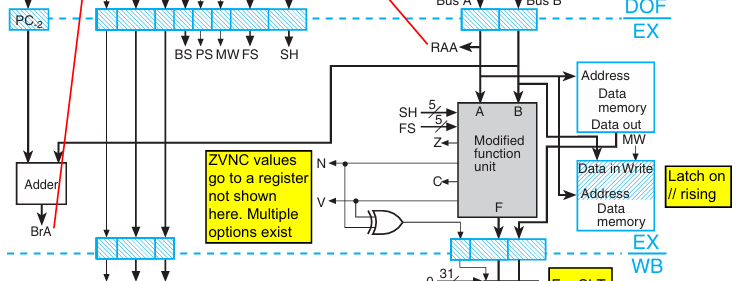 Bus A
Bus B
DOF
EX
PC-2
RAA
BS PS MW FS
SH
Address
Data
memory
Data out
SH
5
FS
5
A
B
Modified
function
unit
F
Z
N
C
V
MW
Data in Write
Address
Data
memory
Latch on
// rising
ZVNC values
go to a register
not shown
here. Multiple
options exist
Adder
BrA
EX
WB
31